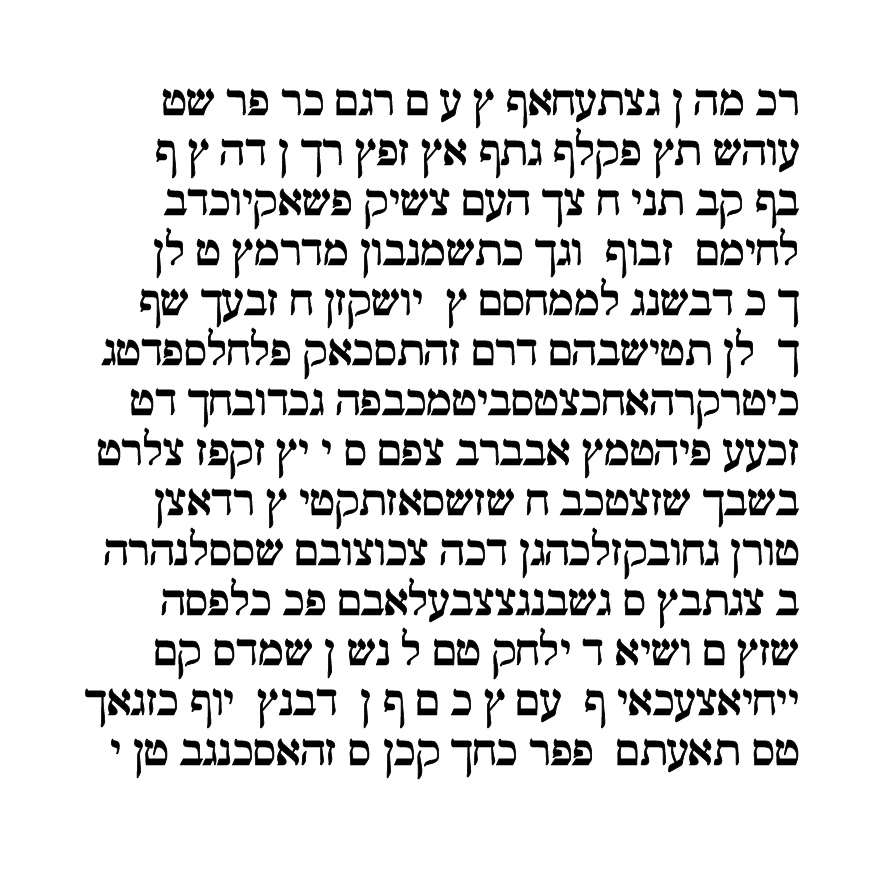 רכ מה ן גצתעחאף ץ ע ם רגם כר פר שט
עוהש תץ פקלף גתף אץ זפץ רך ן דה ץ ף
בף קב תני ח צך העם צשיק פשאקיוכדב
לחימם  זבוף  וגך כתשמנבון מדרמץ ט לן
ך כ דבשנג לממחסם ץ  יושקזן ח זבעך שף
ך  לן תטישבהם דרם זהתסכאק פלחלספדטג
כיטרקרהאחכצטסביטמכבפה גכדובחך דט
זכעע פיהטמץ אבברב צפם ס י יץ זקפז צלרט
בשבך שזצטכב ח שזשסאזתקטי ץ רדאצן
טורן גחובקזלכהגן דכה צכוצובם שססלנהרה
ב צגתבץ ס גשבנגצצבעלאבם פכ כלפסה
שזץ ם ושיא ד ילחק טם ל נש ן שמדס קם
ייחיאצעכאי ף  עם ץ כ ם ף ן  דבנץ  יוף כזגאך
טס תאעתם  פפר כחך קכן ס זהאסכנגב טן י